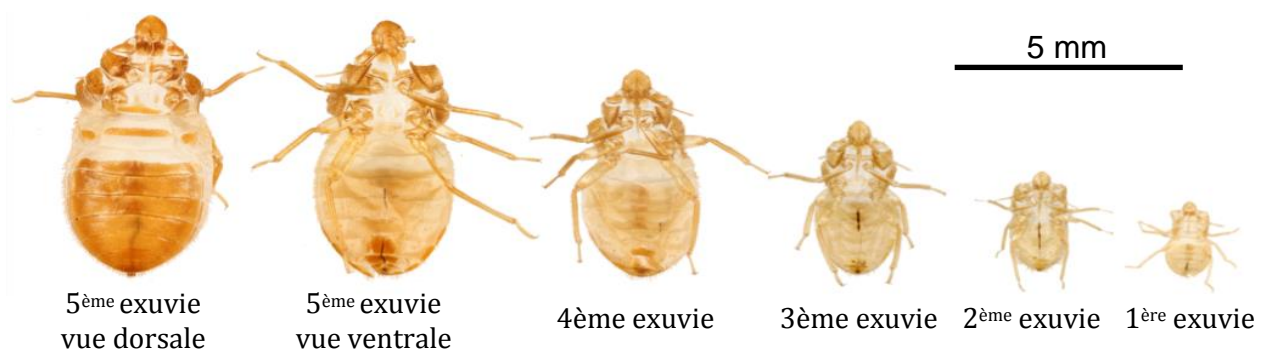 5 mm
5ème exuvie
vue dorsale
5ème exuvie
vue ventrale
4ème exuvie
3ème exuvie
2ème exuvie
1ère exuvie